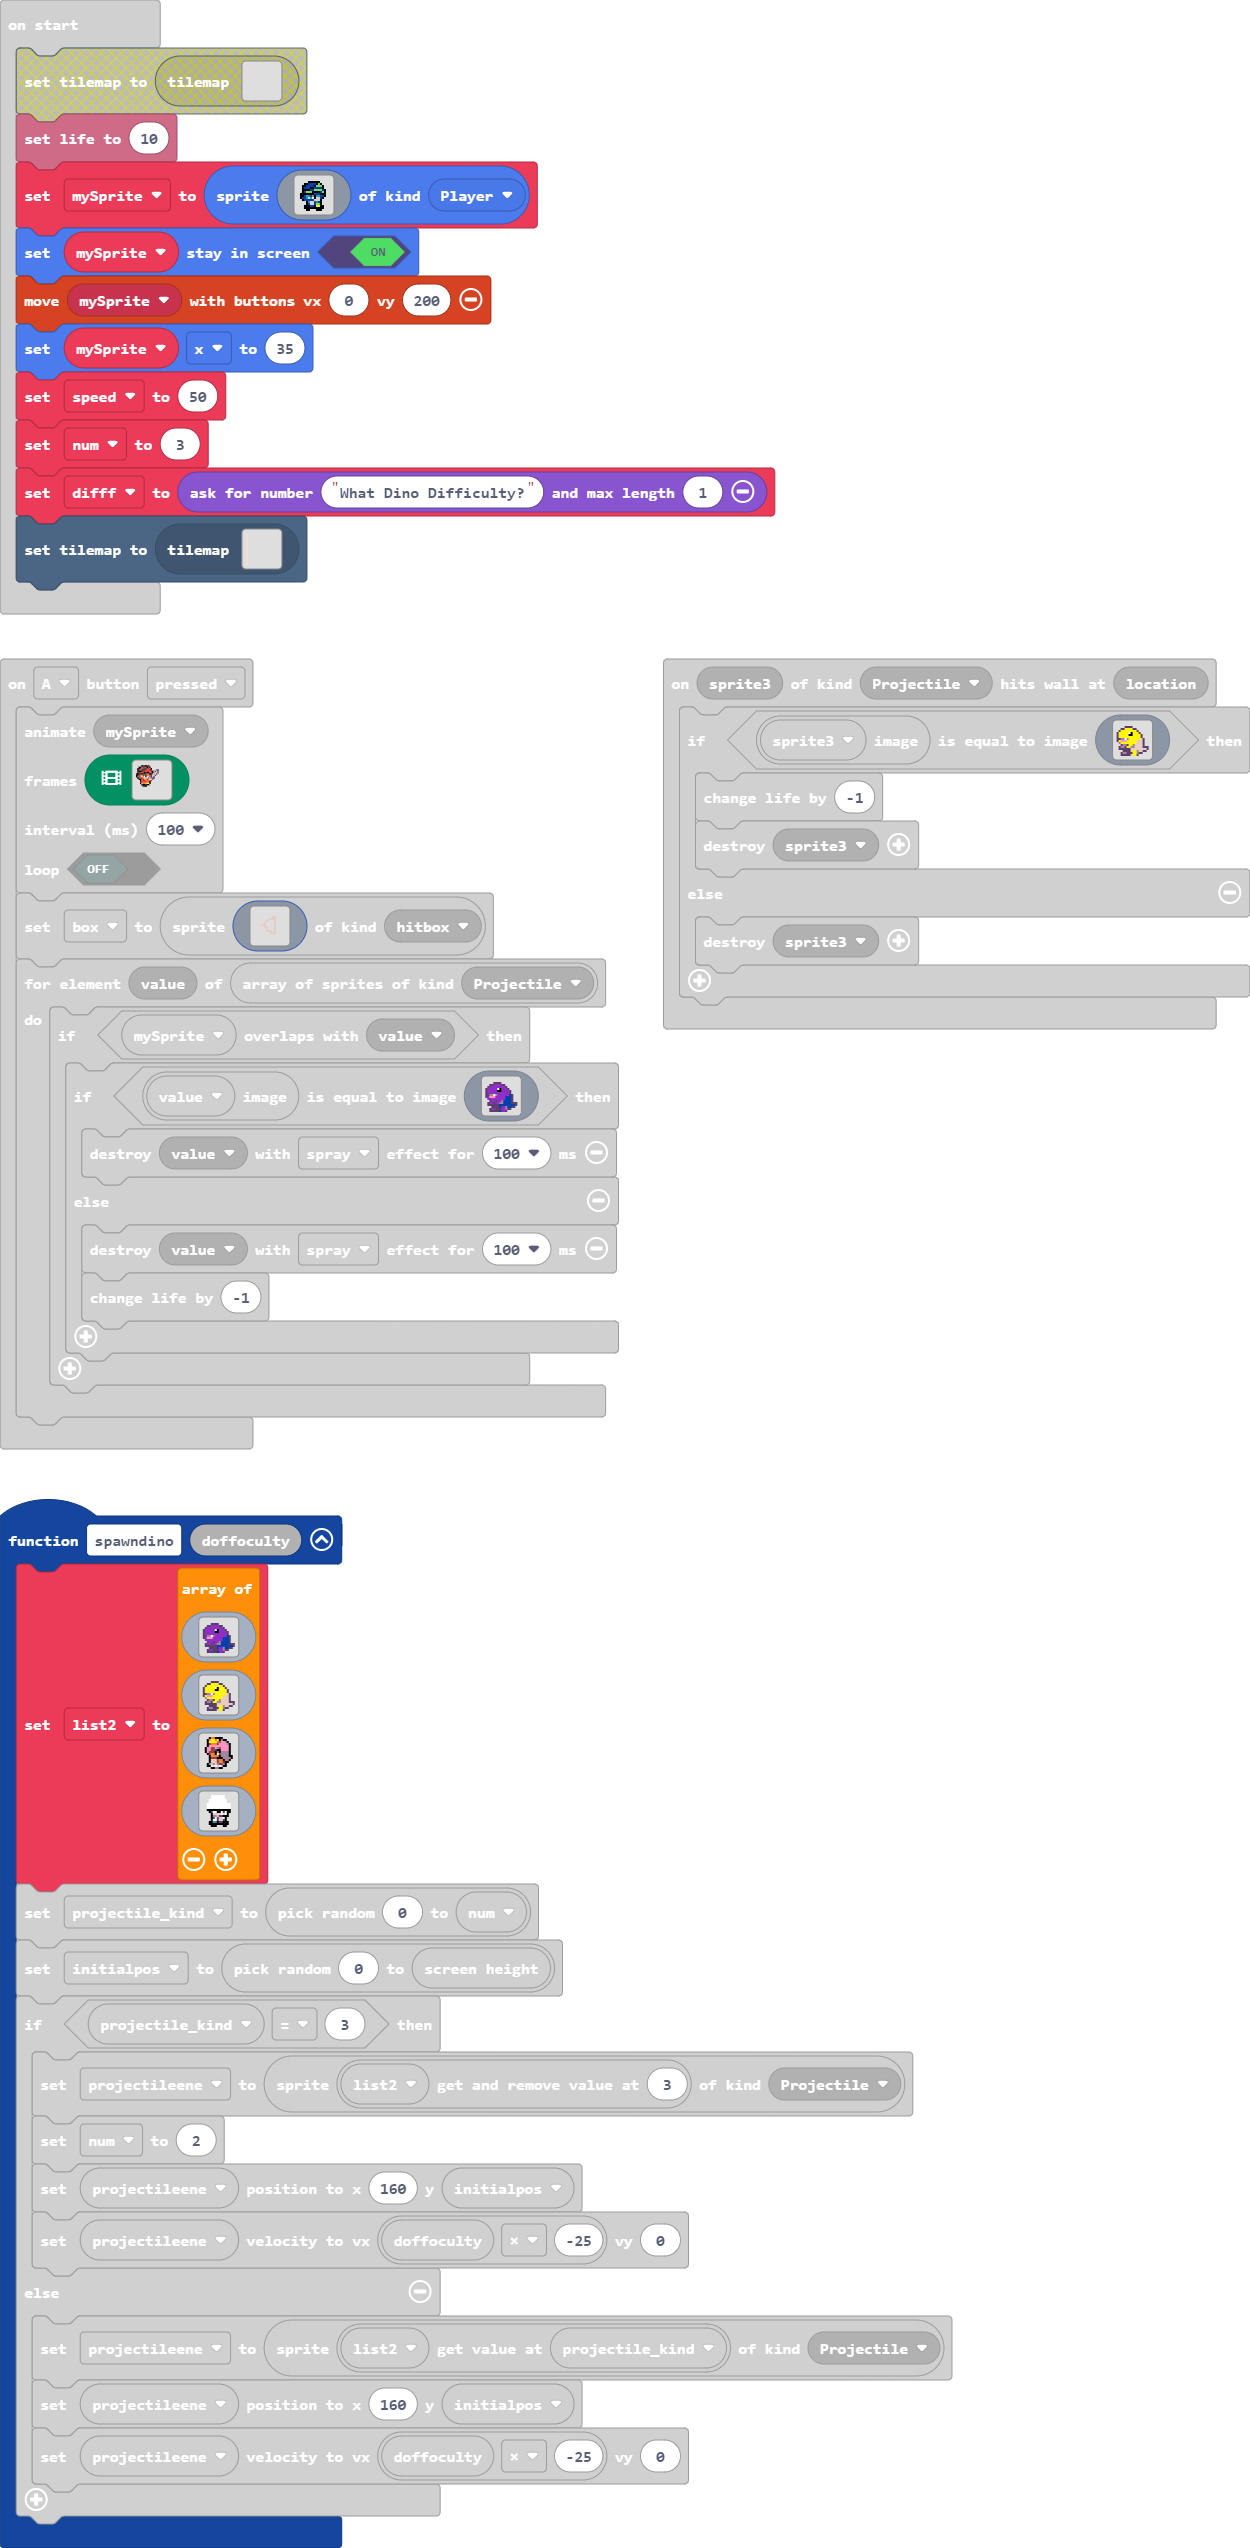 on start
set tilemap to tilemap
set life to 10
set mySprite to sprite of kind Player
set mySprite stay in screen ON
move mySprite with buttons vx 0 vy 200
set mySprite x to 35
set speed to 50
set num to 3
set difff to ask for number "What Dino Difficulty?" and max length 1
set tilemap to tilemap
on A button pressed
animate mySprite
frames
interval (ms) 100
loop OFF
set box to sprite of kind hitbox
for element value of array of sprites of kind Projectile
do if mySprite overlaps with value then
if value image is equal to image then
destroy value with spray effect for 100 ms
else
destroy value with spray effect for 100 ms
change life by -1
on sprite3 of kind Projectile hits wall at location
if sprite3 image is equal to image then
change life by -1
destroy sprite3
else
destroy sprite3
function spawndino doffoculty
array of
set list2 to
set projectile_kind to pick random 0 to num
set initialpos to pick random 0 to screen height
if projectile_kind = 3 then
set projectileene to sprite list2 get and remove value at 3 of kind Projectile
set num to 2
set projectileene position to x 160 y initialpos
set projectileene velocity to vx doffoculty × -25 vy 0
else
set projectileene to sprite list2 get value at projectile_kind of kind Projectile
set projectileene position to x 160 y initialpos
set projectileene velocity to vx doffoculty × -25 vy 0